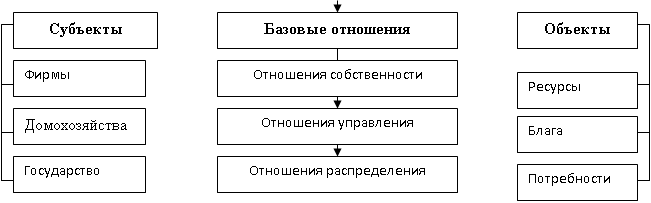 Субъекты
Фирмы
Домохозяйства
Государство
Базовые отношения
Отношения собственности
Отношения управления
Отношения распределения
Объекты
Ресурсы
Блага
Потребности